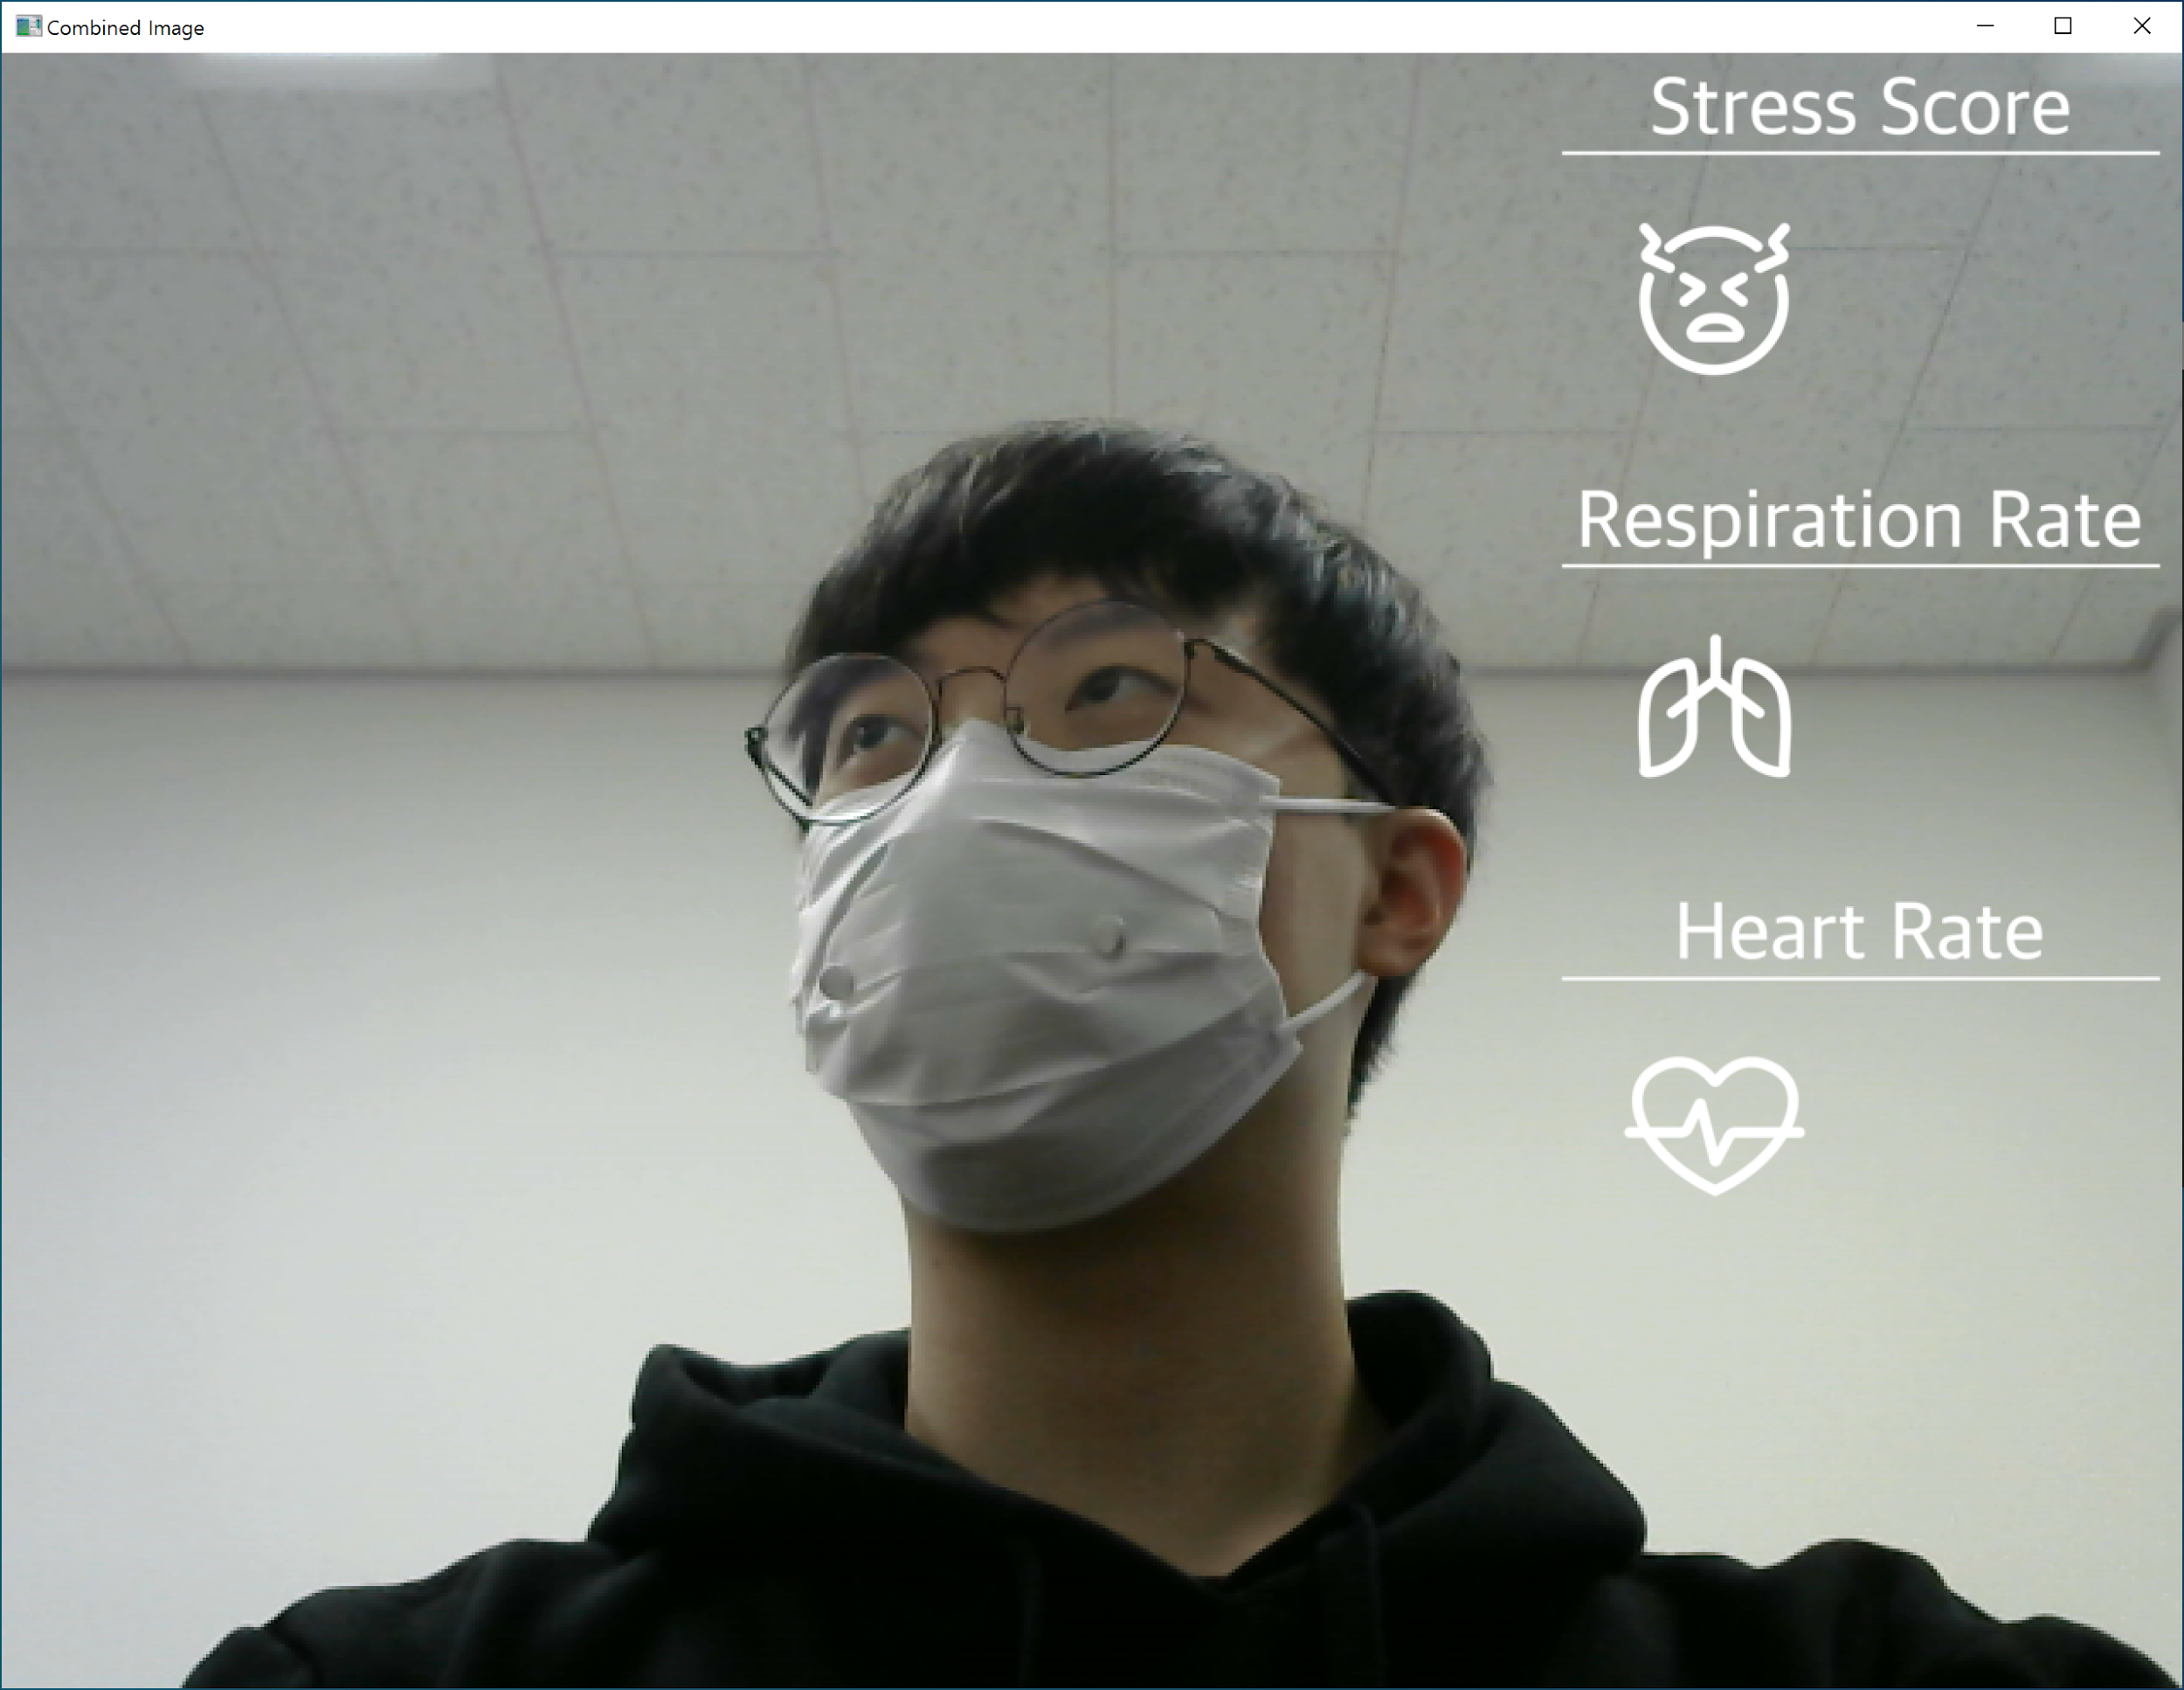 Combined Image
Stress Score
Respiration Rate
Heart Rate